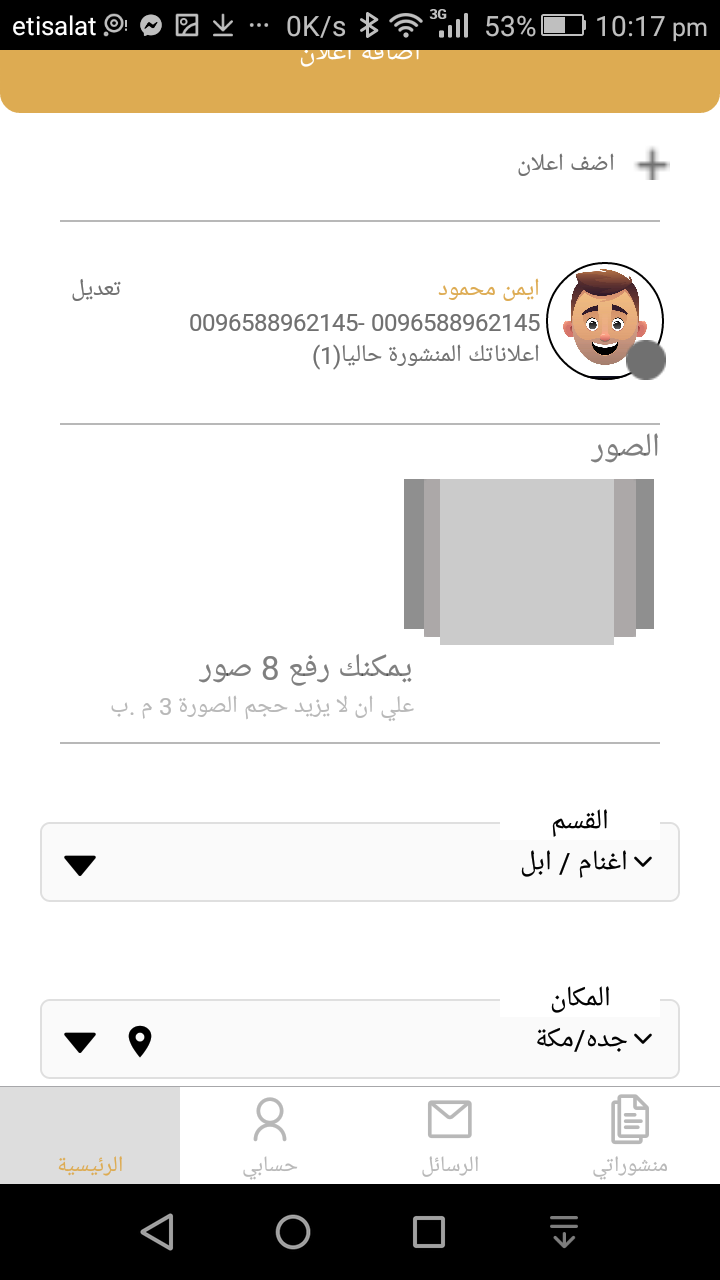 etisalat ... 0K/s 3G 53% 10:17 pm
اضافة اعلان
اضف اعلان
ايمن محمود
تعديل
0096588962145 -0096588962145
اعلاناتك المنشورة حاليا(1)
الصور
يمكنك رفع 8 صور
علي ان لا يزيد حجم الصورة 3 م .ب
القسم
اغنام / ابل
المكان
جده/مكة
منشوراتي
الرسائل
حسابي
الرئيسية